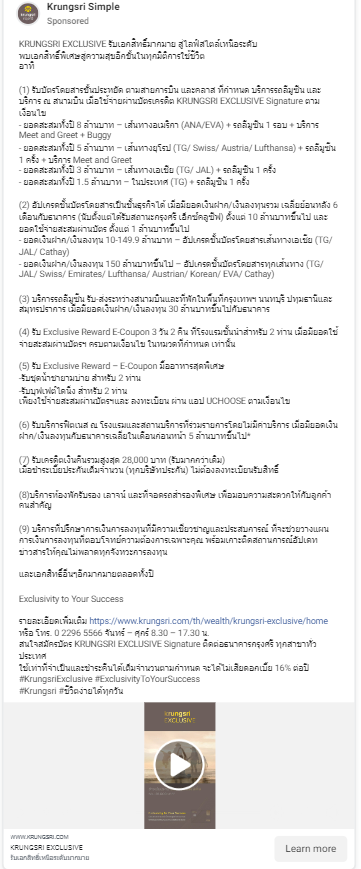 Krungsri Simple
Sponsored
KRUNGSRI EXCLUSIVE รับเอกสิทธิ์มากมาย สู่ไลฟ์สไตล์เหนือระดับ
พบเอกสิทธิ์พิเศษสู่ความสุขอีกขั้นในทุกมิติการใช้ชีวิต
อาทิ
(1) รับบัตรโดยสารชั้นประหยัด ตามสายการบิน และคลาส ที่กำหนด บริการรถลีมูซีน และ
บริการ ณ สนามบิน เมื่อใช้จ่ายผ่านบัตรเครดิต KRUNGSRI EXCLUSIVE Signature ตาม
เงื่อนไข
- ยอดสะสมทั้งปี 8 ล้านบาท – เส้นทางอเมริกา (ANA/EVA) + รถลีมูซีน 1 รอบ + บริการ
Meet and Greet + Buggy
- ยอดสะสมทั้งปี 5 ล้านบาท – เส้นทางยุโรป (TG/ Swiss/ Austria/ Lufthansa) + รถลีมูซีน
1 ครั้ง + บริการ Meet and Greet
- ยอดสะสมทั้งปี 3 ล้านบาท – เส้นทางเอเชีย (TG/ JAL) + รถลีมูซีน 1 ครั้ง
- ยอดสะสมทั้งปี 1.5 ล้านบาท – ในประเทศ (TG) + รถลีมูซีน 1 ครั้ง
(2) อัปเกรดชั้นบัตรโดยสารเป็นชั้นธุรกิจได้ เมื่อมียอดเงินฝาก/เงินลงทุนรวม เฉลี่ยย้อนหลัง 6
เดือนกับธนาคาร (นับตั้งแต่ได้รับสถานะกรุงศรี เอ็กซ์คลูซีฟ) ตั้งแต่ 10 ล้านบาทขึ้นไป และ
ยอดใช้จ่ายสะสมผ่านบัตร ตั้งแต่ 1 ล้านบาทขึ้นไป
- ยอดเงินฝาก/เงินลงทุน 10-149.9 ล้านบาท – อัปเกรดชั้นบัตรโดยสารเส้นทางเอเชีย (TG/
JAL/ Cathay)
- ยอดเงินฝาก/เงินลงทุน 150 ล้านบาทขึ้นไป – อัปเกรดชั้นบัตรโดยสารทุกเส้นทาง (TG/
JAL/ Swiss/ Emirates/ Lufthansa/ Austrian/ Korean/ EVA/ Cathay)
(3) บริการรถลีมูซีน รับ-ส่งระหว่างสนามบินและที่พักในพื้นที่กรุงเทพฯ นนทบุรี ปทุมธานีและ
สมุทรปราการ เมื่อมียอดเงินฝาก/เงินลงทุน 30 ล้านบาทขึ้นไปกับธนาคาร
(4) รับ Exclusive Reward E-Coupon 3 วัน 2 คืน ที่โรงแรมชั้นนำสำหรับ 2 ท่าน เมื่อมียอดใช้
จ่ายสะสมผ่านบัตรฯ ครบตามเงื่อนไข ในหมวดที่กำหนด เท่านั้น
(5) รับ Exclusive Reward – E-Coupon มื้ออาหารสุดพิเศษ
-รับชุดน้ำชายามบ่าย สำหรับ 2 ท่าน
-รับบุฟเฟ่ต์ไดนิ่ง สำหรับ 2 ท่าน
เพียงใช้จ่ายสะสมผ่านบัตรฯและ ลงทะเบียน ผ่าน แอป UCHOOSE ตามเงื่อนไข
(6) รับบริการฟิตเนส ณ โรงแรมและสถานบริการที่ร่วมรายการโดยไม่มีค่าบริการ เมื่อมียอดเงิน
ฝาก/เงินลงทุนกับธนาคารเฉลี่ยในเดือนก่อนหน้า 5 ล้านบาทขึ้นไป*
(7) รับเครดิตเงินคืนรวมสูงสุด 28,000 บาท (รับมากกว่าเดิม)
เมื่อชำระเบี้ยประกันเต็มจำนวน (ทุกบริษัทประกัน) ไม่ต้องลงทะเบียนรับสิทธิ์
(8)บริการห้องพักรับรอง เลาจน์ และที่จอดรถสำรองพิเศษ เพื่อมอบความสะดวกให้กับลูกค้า
คนสำคัญ
(9) บริการที่ปรึกษาการเงินการลงทุนที่มีความเชี่ยวชาญและประสบการณ์ ที่จะช่วยวางแผน
การเงินการลงทุนที่ตอบโจทย์ความต้องการเฉพาะคุณ พร้อมเกาะติดสถานการณ์อัปเดท
ข่าวสารให้คุณไม่พลาดทุกจังหวะการลงทุน
และเอกสิทธิ์อื่นๆอีกมากมายตลอดทั้งปี
Exclusivity to Your Success
รายละเอียดเพิ่มเติม https://www.krungsri.com/th/wealth/krungsri-exclusive/home
หรือ โทร. 0 2296 5566 จันทร์ – ศุกร์ 8.30 – 17.30 น.
สนใจสมัครบัตร KRUNGSRI EXCLUSIVE Signature ติดต่อธนาคารกรุงศรี ทุกสาขาทั่ว
ประเทศ
ใช้เท่าที่จำเป็นและชำระคืนได้เต็มจำนวนตามกำหนด จะได้ไม่เสียดอกเบี้ย 16% ต่อปี
#KrungsriExclusive #ExclusivityToYourSuccess
#Krungsri #ชีวิตง่ายได้ทุกวัน
krungsri
EXCLUSIVE
WWW.KRUNGSRI.COM
KRUNGSRI EXCLUSIVE
รับเอกสิทธิ์เหนือระดับมากมาย
Learn more